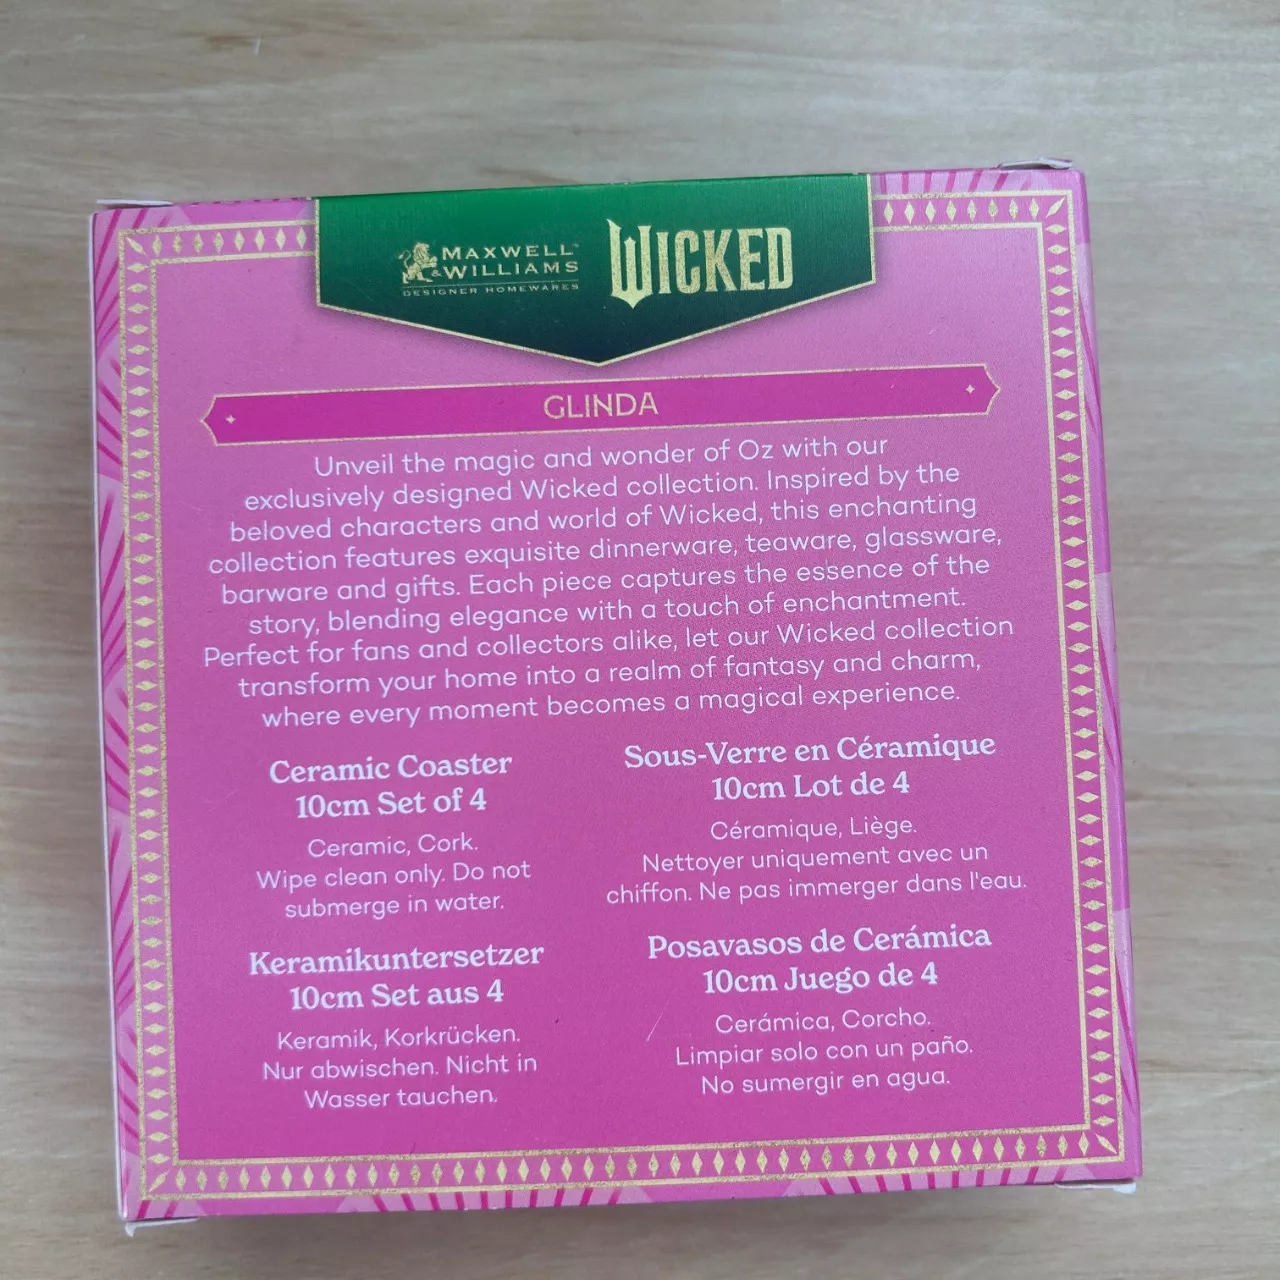 MAXWELL
& WILLIAMS
DESIGNER HOMEWARES
WICKED
GLINDA
Unveil the magic and wonder of Oz with our
exclusively designed Wicked collection. Inspired by the
beloved characters and world of Wicked, this enchanting
collection features exquisite dinnerware, teaware, glassware,
barware and gifts. Each piece captures the essence of the
story, blending elegance with a touch of enchantment.
Perfect for fans and collectors alike, let our Wicked collection
transform your home into a realm of fantasy and charm,
where every moment becomes a magical experience.
Ceramic Coaster
10cm Set of 4
Ceramic, Cork.
Wipe clean only. Do not
submerge in water.
Sous-Verre en Céramique
10cm Lot de 4
Céramique, Liège.
Nettoyer uniquement avec un
chiffon. Ne pas immerger dans l'eau.
Keramikuntersetzer
10cm Set aus 4
Keramik, Korkrücken.
Nur abwischen. Nicht in
Wasser tauchen.
Posavasos de Cerámica
10cm Juego de 4
Cerámica, Corcho.
Limpiar solo con un paño.
No sumergir en agua.